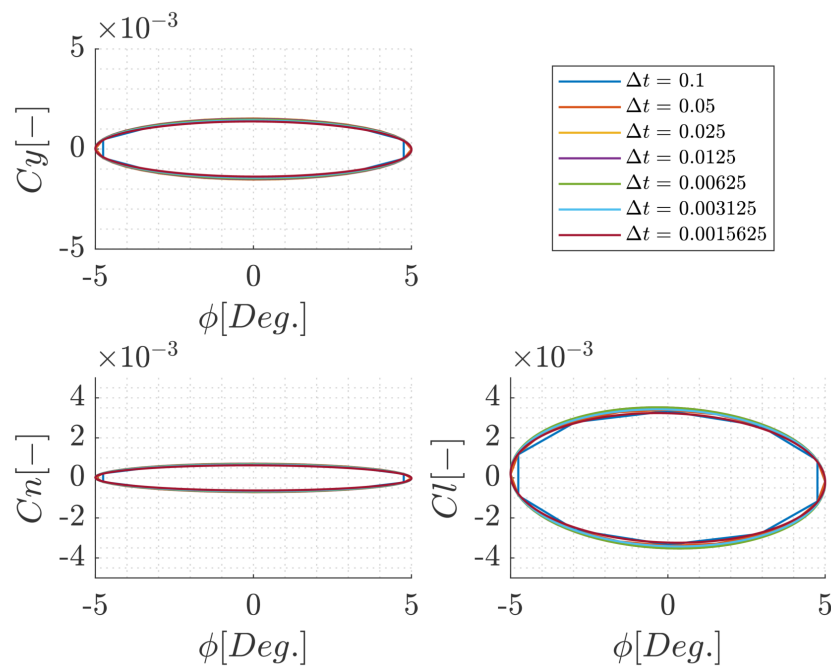 ×10⁻³
5
0
-5
Cy[−]
-5 0 5
ϕ[Deg.]
Δt = 0.1
Δt = 0.05
Δt = 0.025
Δt = 0.0125
Δt = 0.00625
Δt = 0.003125
Δt = 0.0015625
×10⁻³
4
2
0
-2
-4
Cn[−]
-5 0 5
ϕ[Deg.]
×10⁻³
4
2
0
-2
-4
Cl[−]
-5 0 5
ϕ[Deg.]